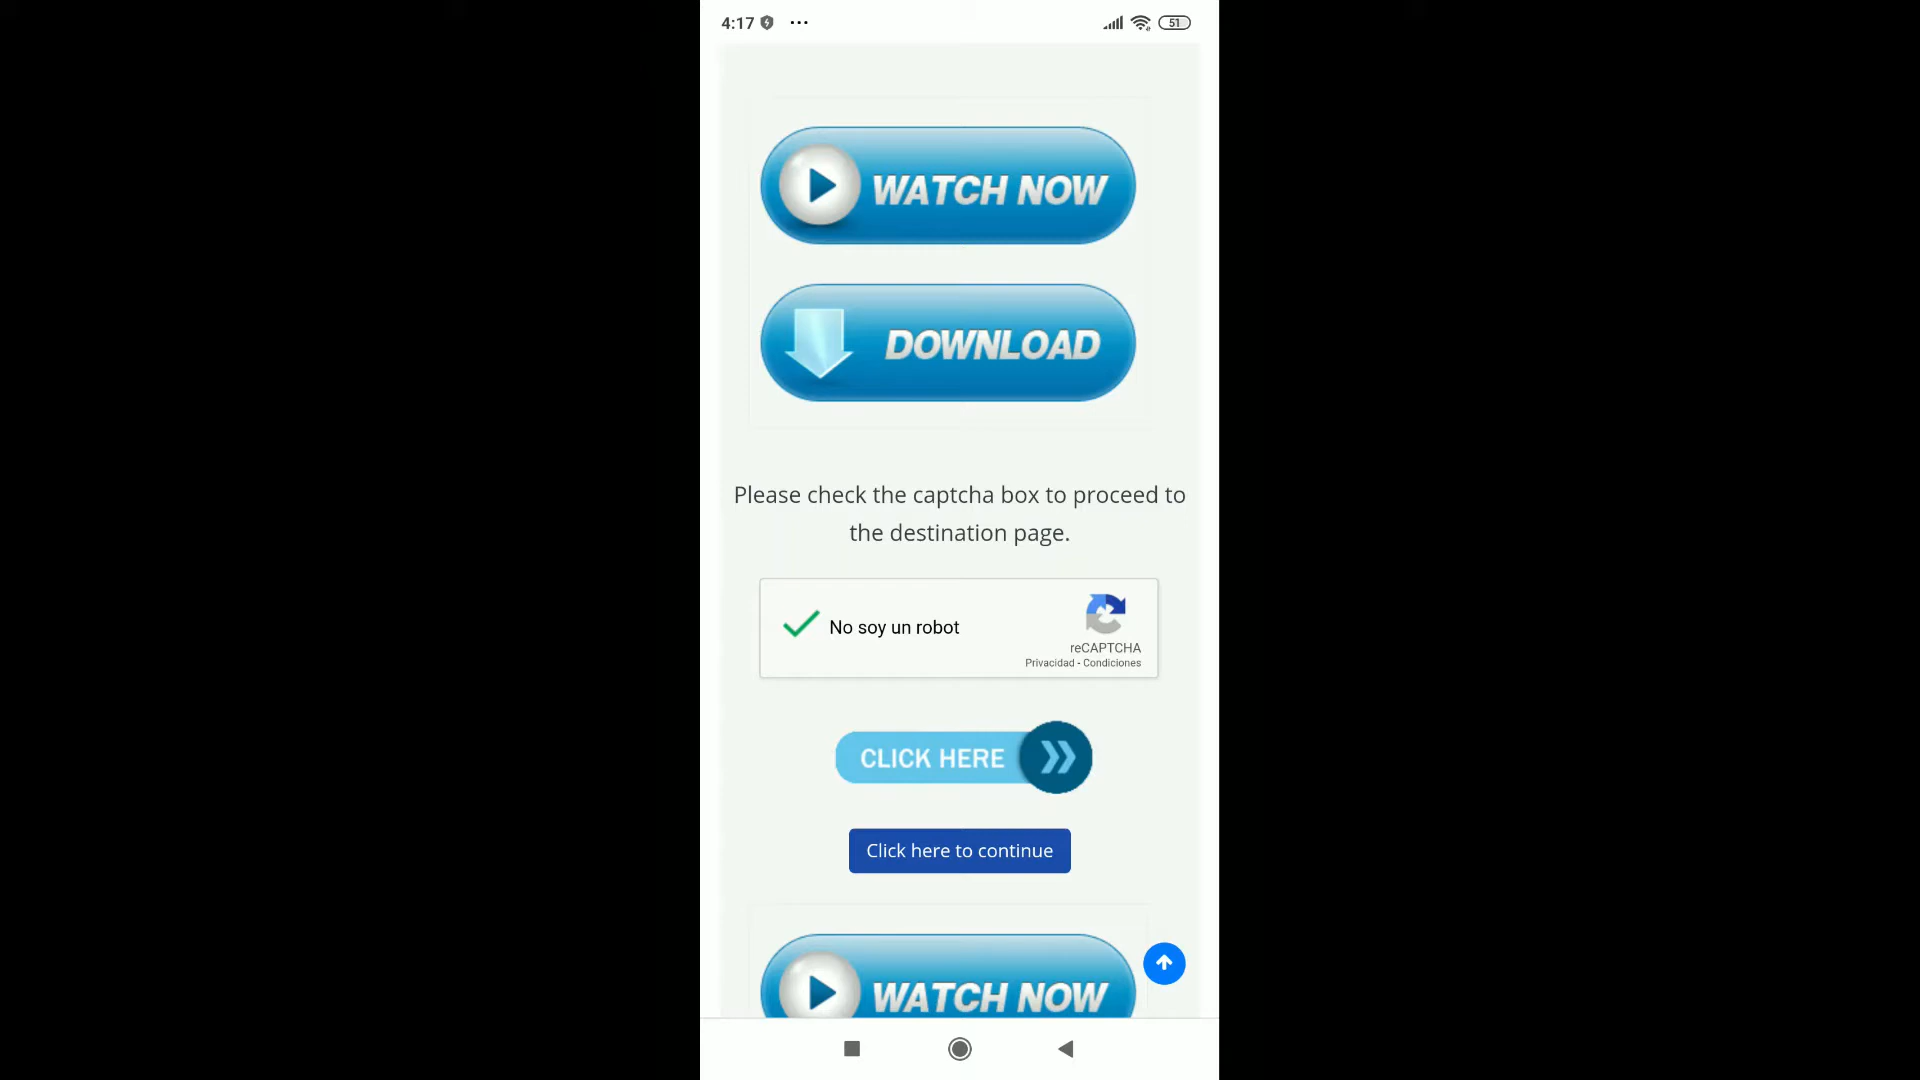 4:17
51
WATCH NOW
DOWNLOAD
Please check the captcha box to proceed to
the destination page.
No soy un robot
reCAPTCHA
Privacidad - Condiciones
CLICK HERE
Click here to continue
WATCH NOW